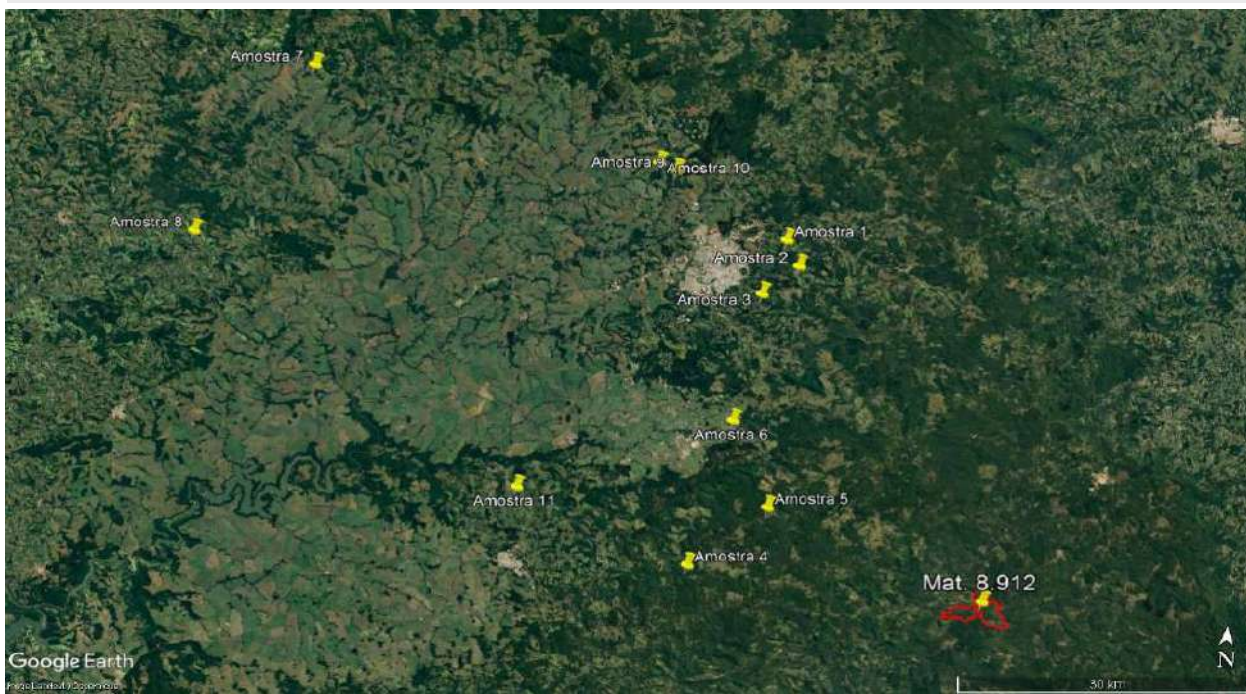 Amostra 7
Amostra 9
Amostra 10
Amostra 8
Amostra 1
Amostra 2
Amostra 3
Amostra 6
Amostra 11
Amostra 5
Amostra 4
Mat. 8.912
Google Earth
N
30 km